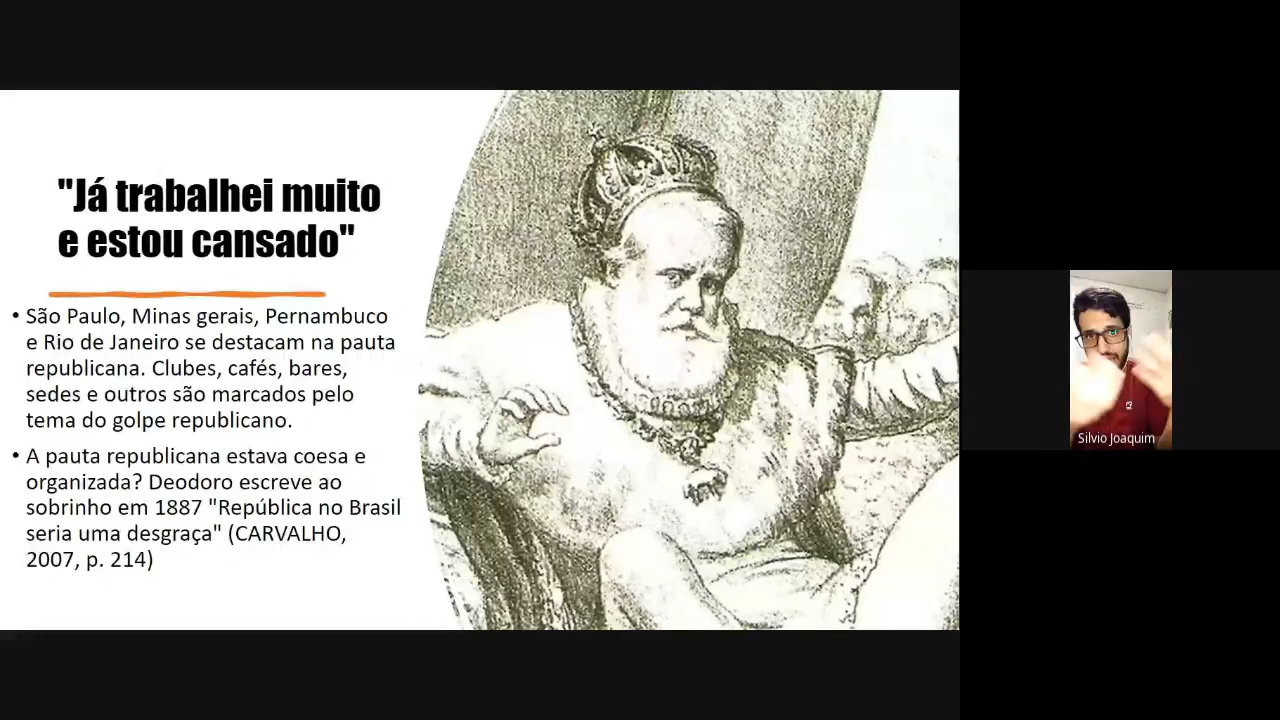 "Já trabalhei muito
e estou cansado"
• São Paulo, Minas gerais, Pernambuco
e Rio de Janeiro se destacam na pauta
republicana. Clubes, cafés, bares,
sedes e outros são marcados pelo
tema do golpe republicano.
• A pauta republicana estava coesa e
organizada? Deodoro escreve ao
sobrinho em 1887 "República no Brasil
seria uma desgraça" (CARVALHO,
2007, p. 214)
Silvio Joaquim